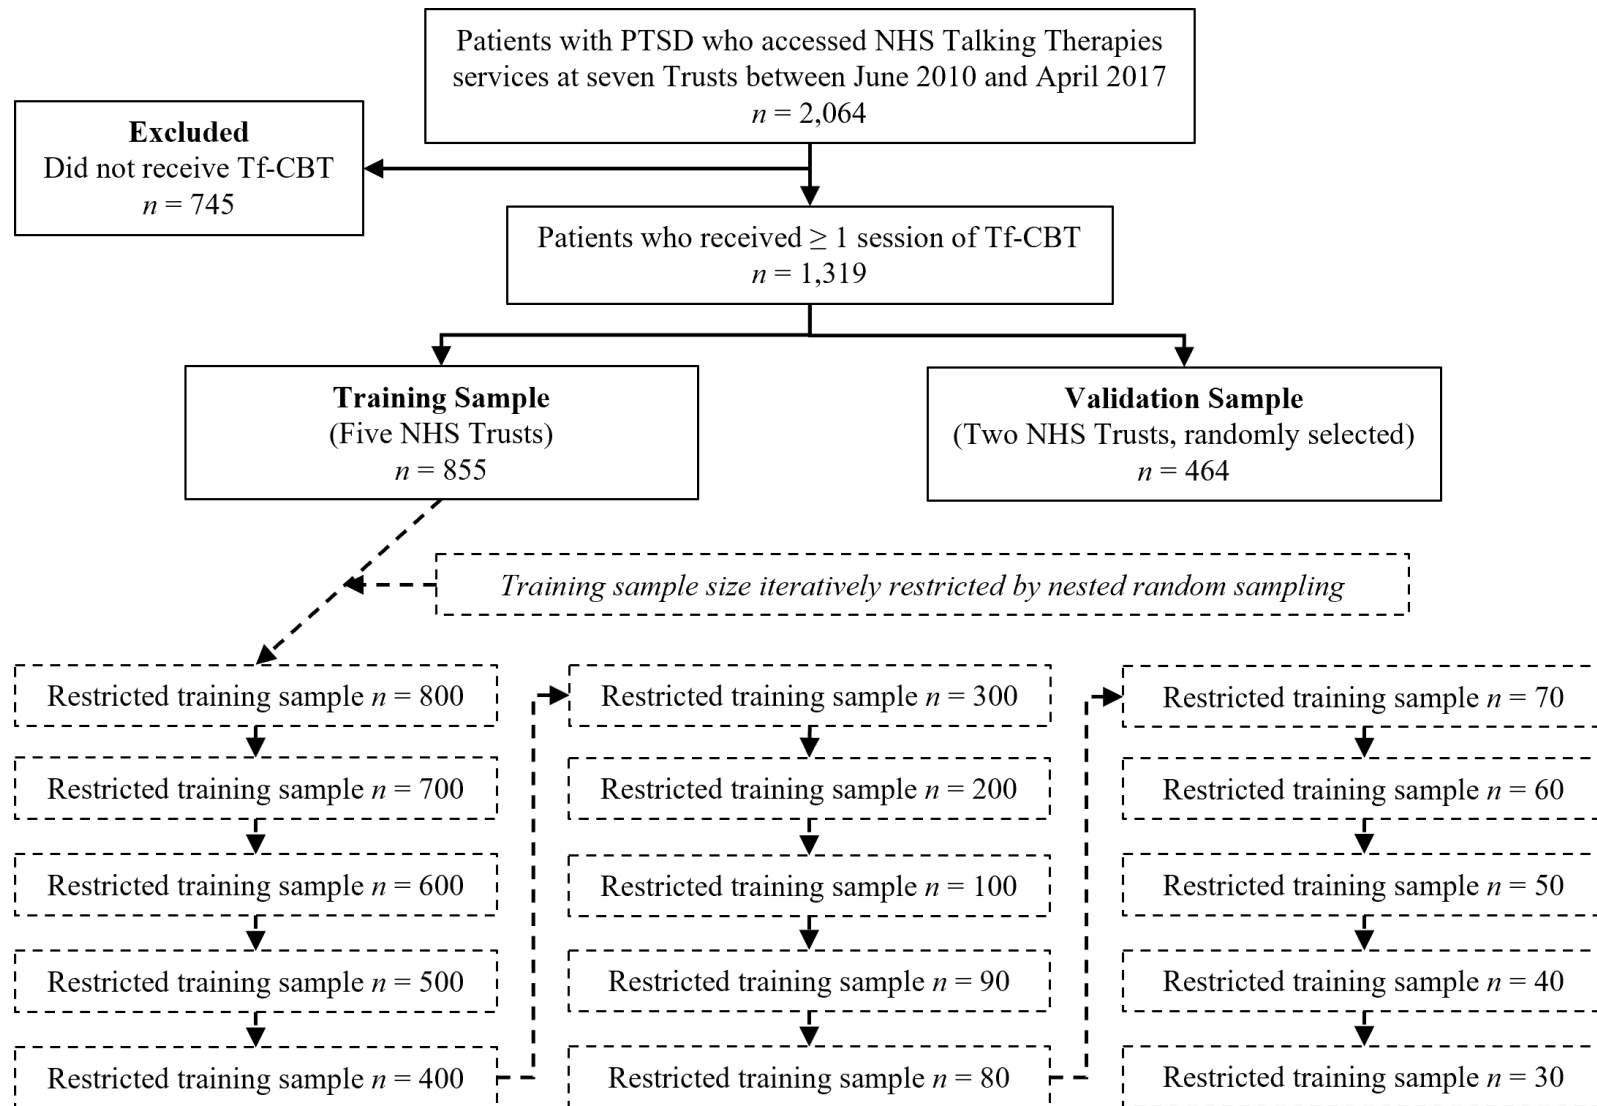 Patients with PTSD who accessed NHS Talking Therapies
services at seven Trusts between June 2010 and April 2017
n = 2,064
Excluded
Did not receive Tf-CBT
n = 745
Patients who received ≥ 1 session of Tf-CBT
n = 1,319
Training Sample
(Five NHS Trusts)
n = 855
Validation Sample
(Two NHS Trusts, randomly selected)
n = 464
Training sample size iteratively restricted by nested random sampling
Restricted training sample n = 800
Restricted training sample n = 700
Restricted training sample n = 600
Restricted training sample n = 500
Restricted training sample n = 400
Restricted training sample n = 300
Restricted training sample n = 200
Restricted training sample n = 100
Restricted training sample n = 90
Restricted training sample n = 80
Restricted training sample n = 70
Restricted training sample n = 60
Restricted training sample n = 50
Restricted training sample n = 40
Restricted training sample n = 30